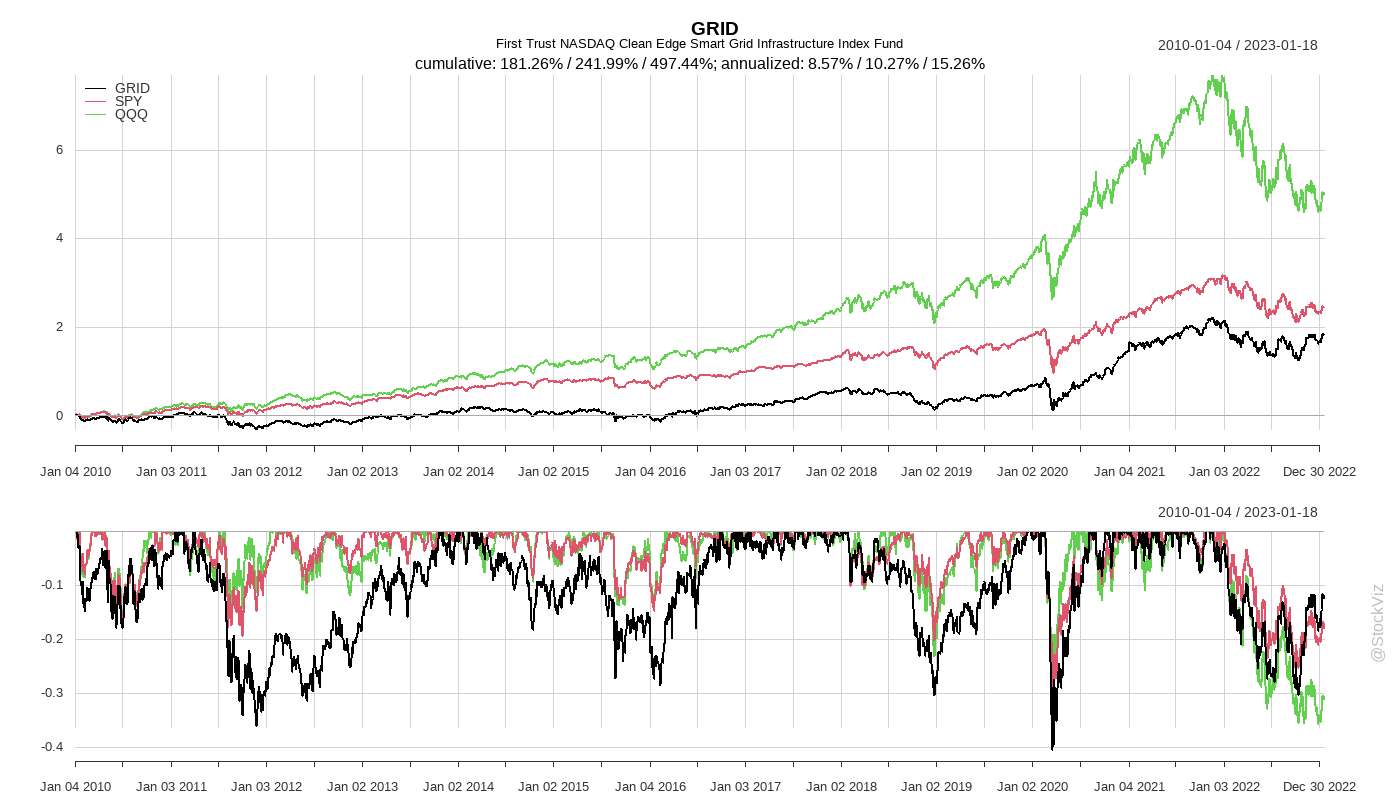 GRID
First Trust NASDAQ Clean Edge Smart Grid Infrastructure Index Fund
2010-01-04 / 2023-01-18
cumulative: 181.26% / 241.99% / 497.44%; annualized: 8.57% / 10.27% / 15.26%
GRID
SPY
QQQ
6
4
2
0
Jan 04 2010 Jan 03 2011 Jan 03 2012 Jan 02 2013 Jan 02 2014 Jan 02 2015 Jan 04 2016 Jan 03 2017 Jan 02 2018 Jan 02 2019 Jan 02 2020 Jan 04 2021 Jan 03 2022 Dec 30 2022
2010-01-04 / 2023-01-18
-0.1
-0.2
-0.3
-0.4
Jan 04 2010 Jan 03 2011 Jan 03 2012 Jan 02 2013 Jan 02 2014 Jan 02 2015 Jan 04 2016 Jan 03 2017 Jan 02 2018 Jan 02 2019 Jan 02 2020 Jan 04 2021 Jan 03 2022 Dec 30 2022
@StockViz